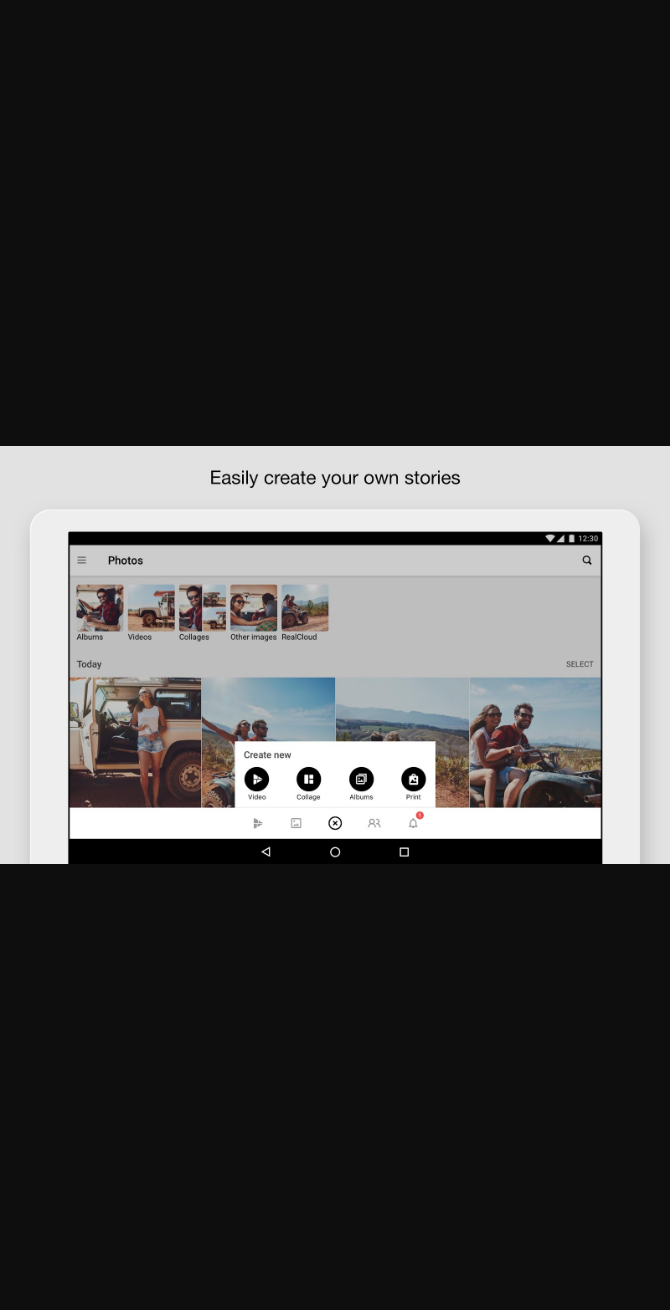 Easily create your own stories
12:30
Photos
Albums Videos Collages Other images RealCloud
Today SELECT
Create new
Video Collage Albums Print